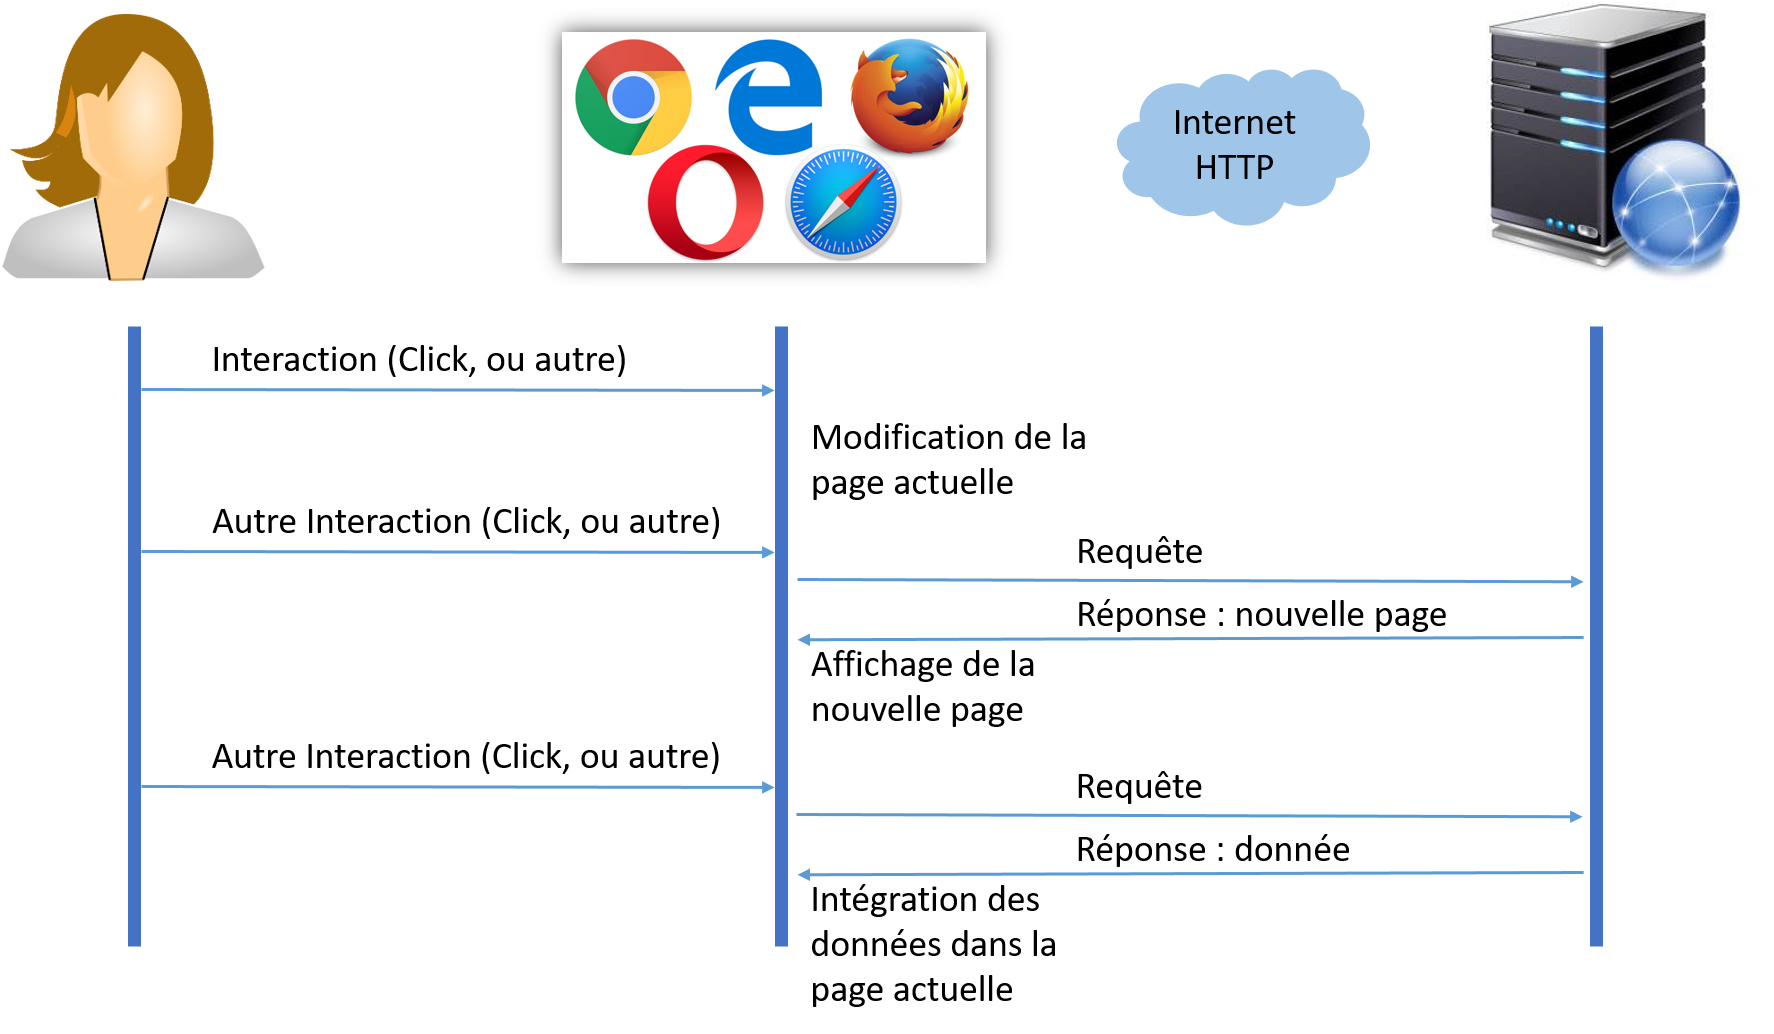 Internet
HTTP
Interaction (Click, ou autre)
Modification de la
page actuelle
Autre Interaction (Click, ou autre)
Requête
Réponse : nouvelle page
Affichage de la
nouvelle page
Autre Interaction (Click, ou autre)
Requête
Réponse : donnée
Intégration des
données dans la
page actuelle